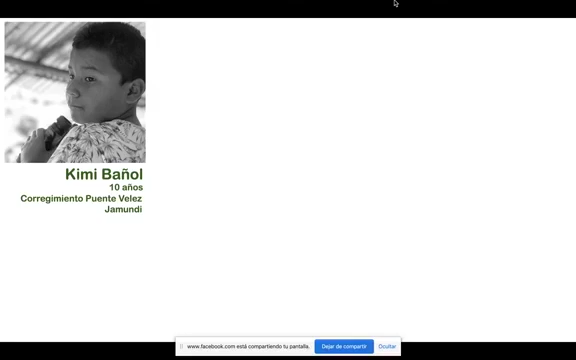 Kimi Bañol
10 años
Corregimiento Puente Velez
Jamundi
www.facebook.com está compartiendo tu pantalla.
Dejar de compartir
Ocultar